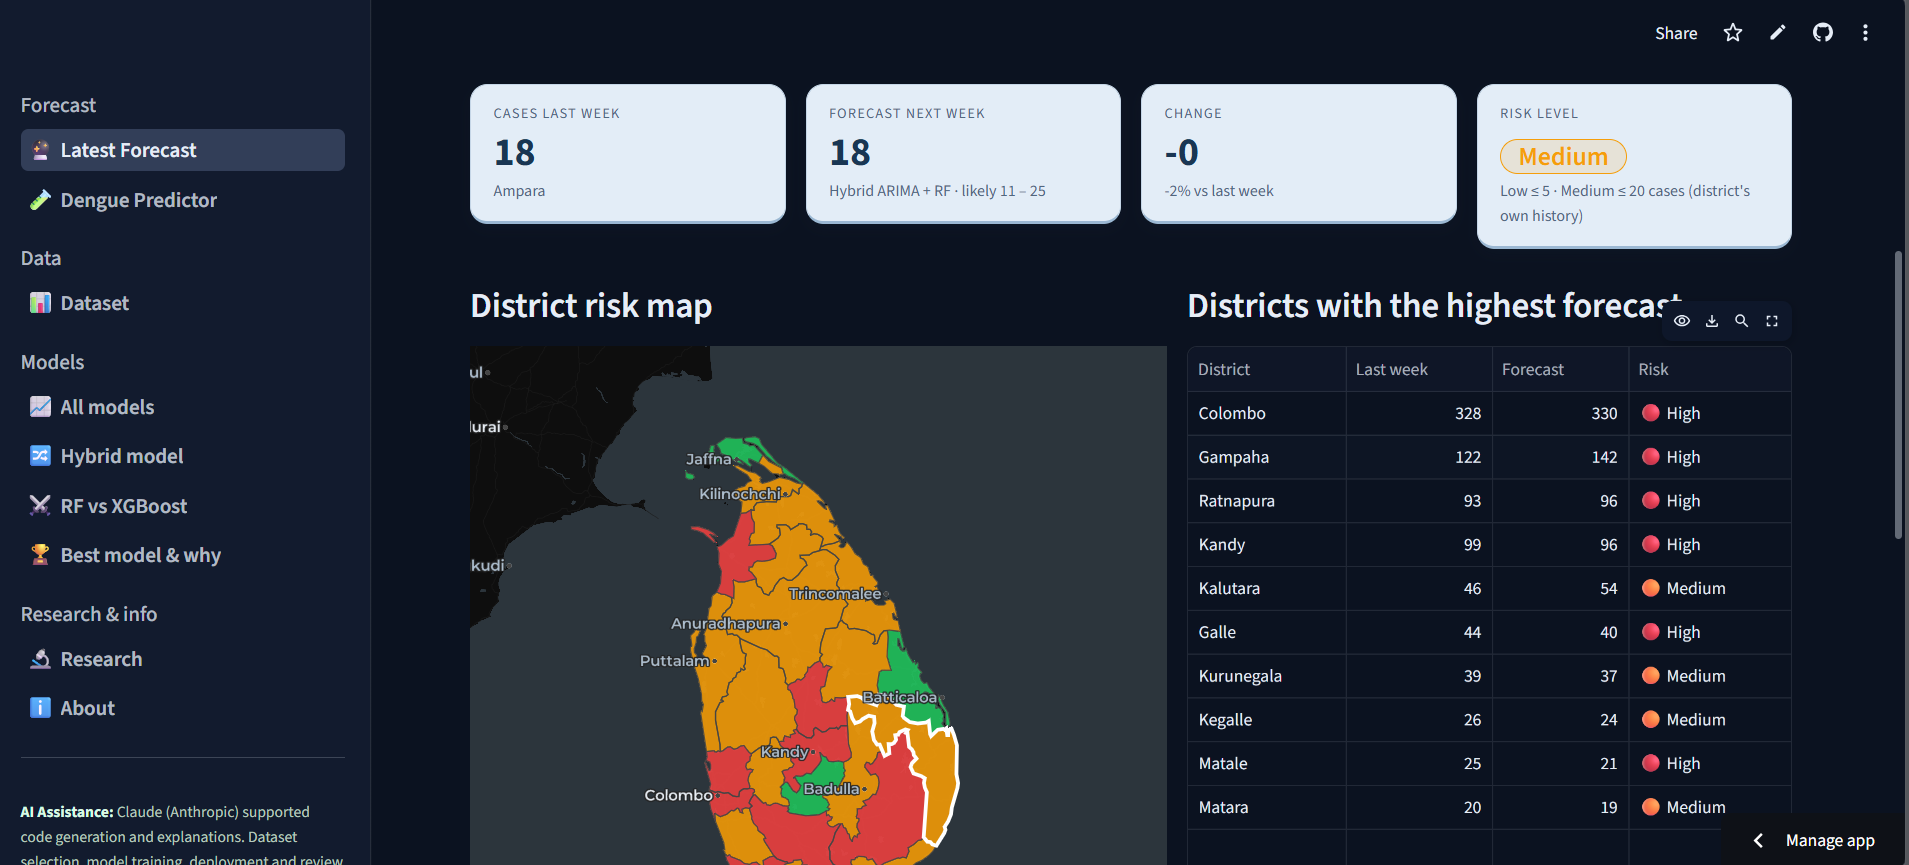 Share
Forecast
Latest Forecast
Dengue Predictor
Data
Dataset
Models
All models
Hybrid model
RF vs XGBoost
Best model & why
Research & info
Research
About
AI Assistance: Claude (Anthropic) supported
code generation and explanations. Dataset
selection, model training, deployment and review
CASES LAST WEEK
18
Ampara
FORECAST NEXT WEEK
18
Hybrid ARIMA + RF · likely 11 – 25
CHANGE
-0
-2% vs last week
RISK LEVEL
Medium
Low ≤ 5 · Medium ≤ 20 cases (district's
own history)
District risk map
ul
lurai
kudi
Jaffna
Kilinochchi
Trincomalee
Anuradhapura
Puttalam
Batticaloa
Kandy
Badulla
Colombo
Districts with the highest forecast
District Last week Forecast Risk
Colombo 328 330 High
Gampaha 122 142 High
Ratnapura 93 96 High
Kandy 99 96 High
Kalutara 46 54 Medium
Galle 44 40 High
Kurunegala 39 37 Medium
Kegalle 26 24 Medium
Matale 25 21 High
Matara 20 19 Medium
Manage app